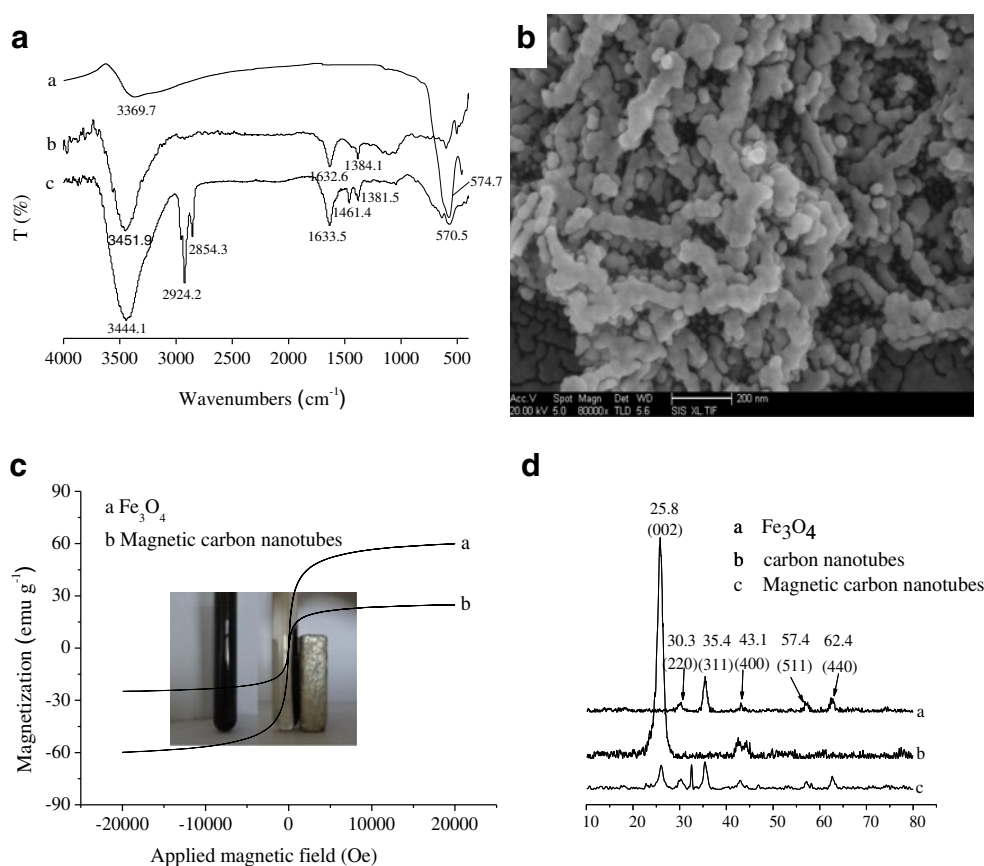 a
a
3369.7
b
1632.6
1384.1
574.7
c
1381.5
1461.4
3451.9
2854.3
1633.5
570.5
2924.2
3444.1
T (%)
4000 3500 3000 2500 2000 1500 1000 500
Wavenumbers (cm⁻¹)
b
Acc.V Spot Magn Det WD 200 nm
20.00 kV 5.0 80000x TLD 5.6 SIS XL TIF
c
90
60
30
0
-30
-60
-90
Magnetization (emu g⁻¹)
a Fe₃O₄
b Magnetic carbon nanotubes
a
b
-20000 -10000 0 10000 20000
Applied magnetic field (Oe)
d
25.8
(002)
a Fe3O4
b carbon nanotubes
c Magnetic carbon nanotubes
30.3 35.4 43.1 57.4 62.4
(220) (311) (400) (511) (440)
a
b
c
10 20 30 40 50 60 70 80